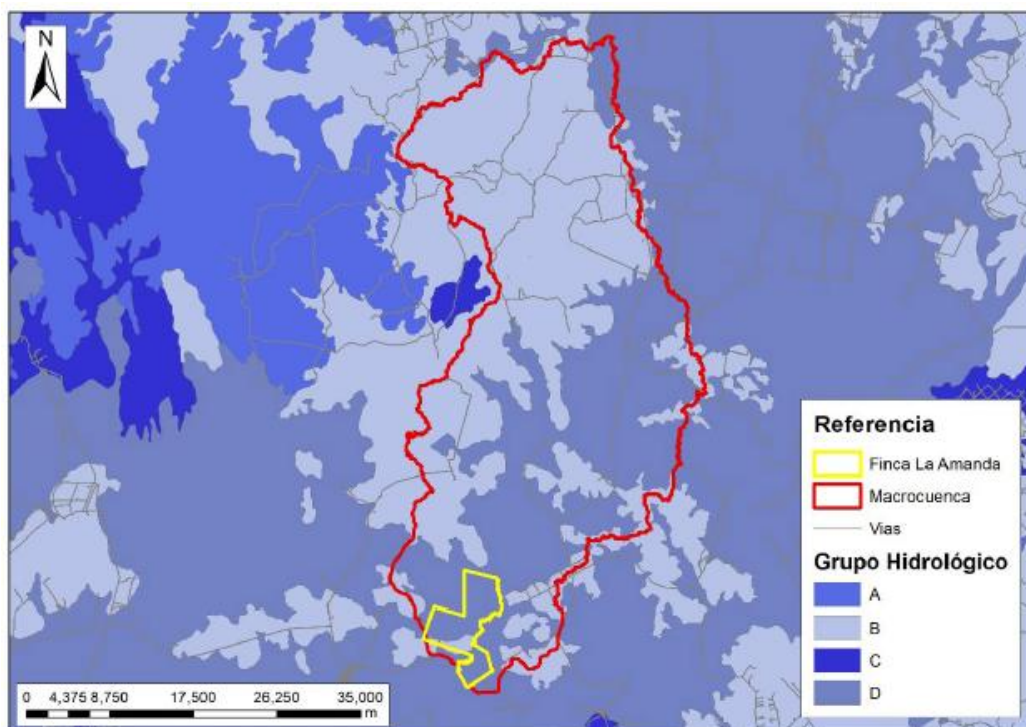 N
Referencia
Finca La Amanda
Macrocuenca
Vias
Grupo Hidrológico
A
B
C
D
0 4,375 8,750 17,500 26,250 35,000
m